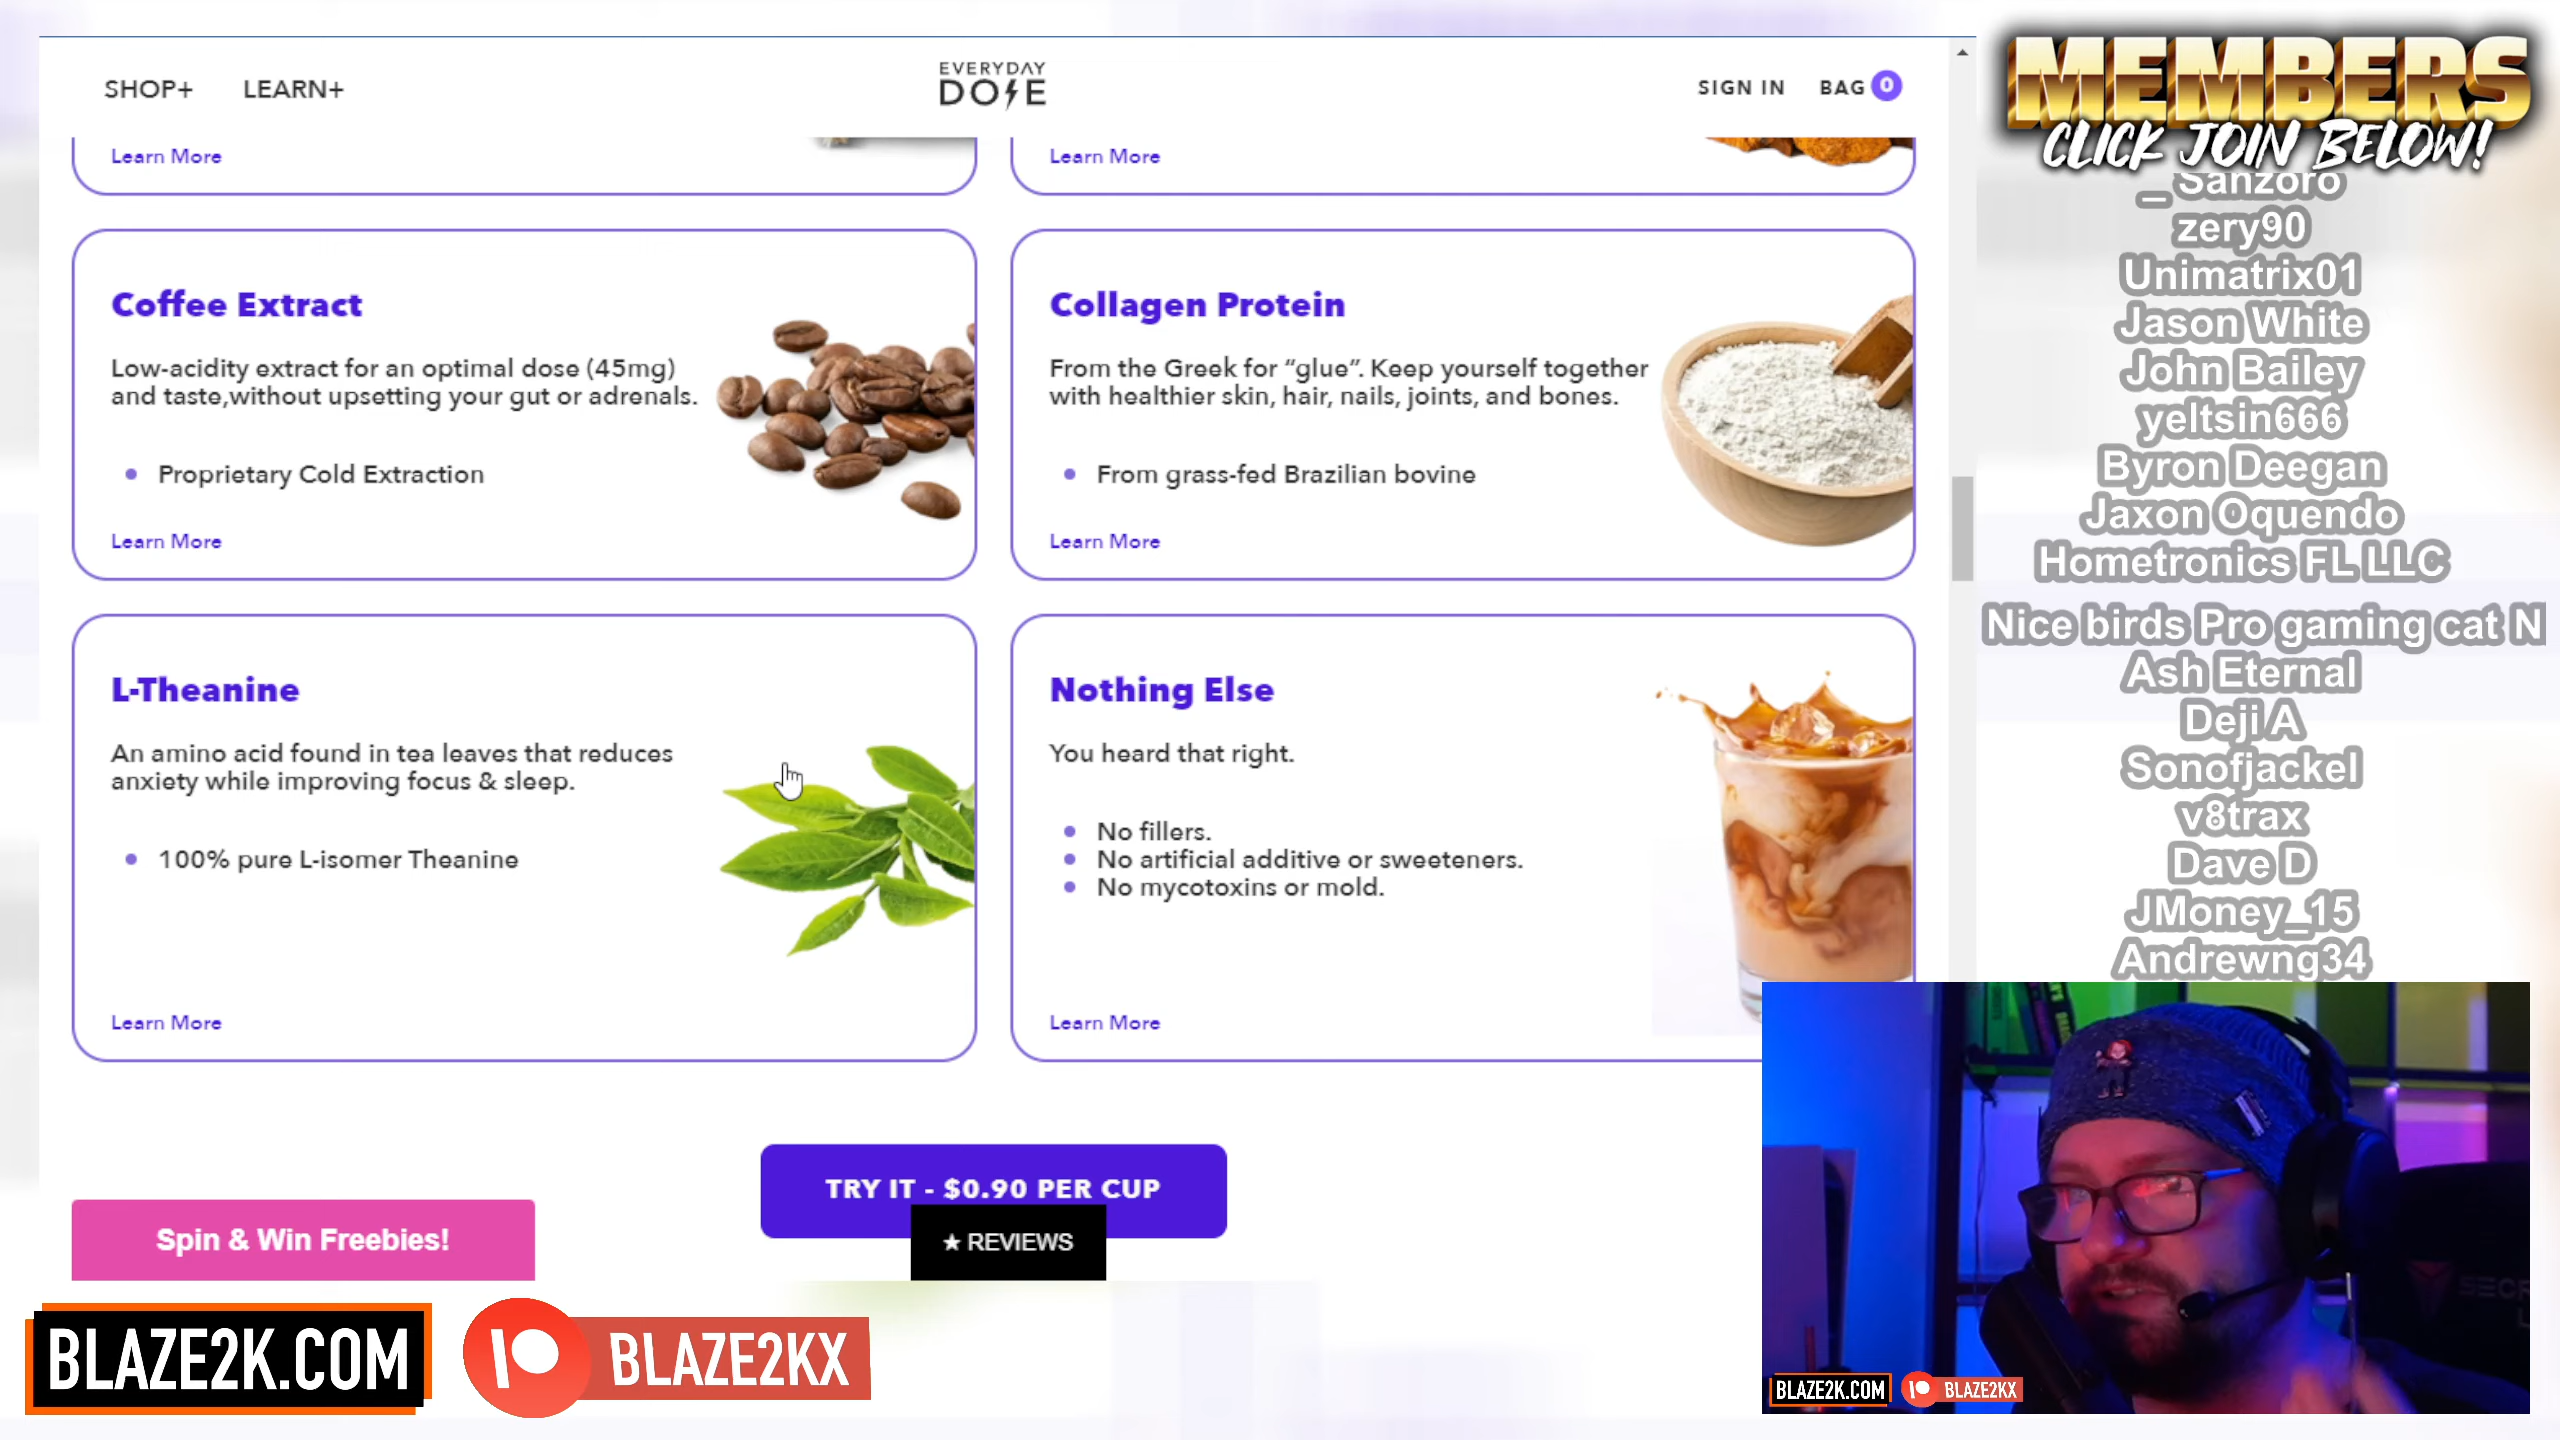 SHOP+
LEARN+
EVERYDAY
DOSE
SIGN IN
BAG 0
Learn More
Learn More
Coffee Extract
Low-acidity extract for an optimal dose (45mg)
and taste,without upsetting your gut or adrenals.
Proprietary Cold Extraction
Learn More
Collagen Protein
From the Greek for “glue”. Keep yourself together
with healthier skin, hair, nails, joints, and bones.
From grass-fed Brazilian bovine
Learn More
L-Theanine
An amino acid found in tea leaves that reduces
anxiety while improving focus & sleep.
100% pure L-isomer Theanine
Learn More
Nothing Else
You heard that right.
No fillers.
No artificial additive or sweeteners.
No mycotoxins or mold.
Learn More
TRY IT - $0.90 PER CUP
★ REVIEWS
Spin & Win Freebies!
BLAZE2K.COM
BLAZE2KX
MEMBERS
CLICK JOIN BELOW!
_ Sanzoro
zery90
Unimatrix01
Jason White
John Bailey
yeltsin666
Byron Deegan
Jaxon Oquendo
Hometronics FL LLC
Nice birds Pro gaming cat N
Ash Eternal
Deji A
Sonofjackel
v8trax
Dave D
JMoney_15
Andrewng34
BLAZE2K.COM
BLAZE2KX